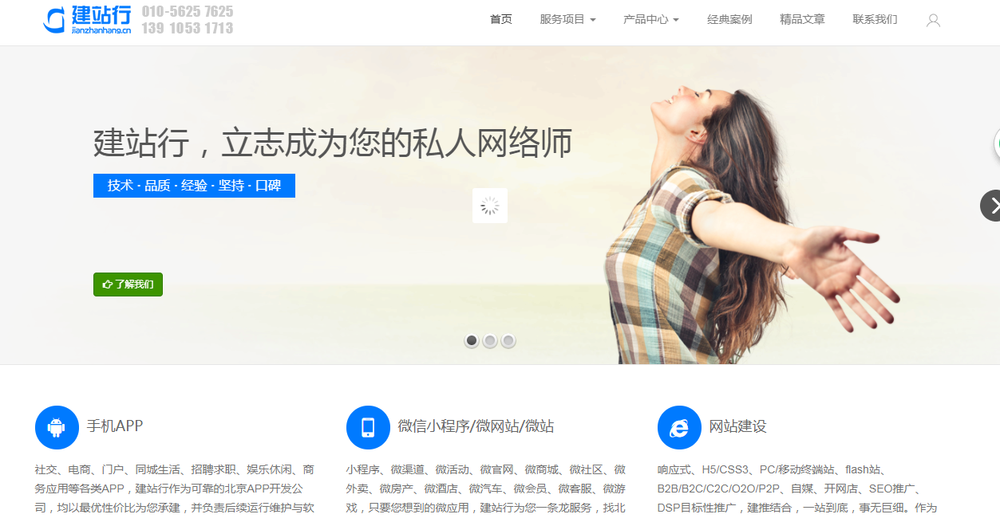 建站行
jianzhanhang.cn
010-5625 7625
139 1053 1713
首页 服务项目 产品中心 经典案例 精品文章 联系我们
建站行，立志成为您的私人网络师
技术 · 品质 · 经验 · 坚持 · 口碑
了解我们
手机APP
社交、电商、门户、同城生活、招聘求职、娱乐休闲、商
务应用等各类APP，建站行作为可靠的北京APP开发公
司，均以最优性价比为您承建，并负责后续运行维护与软
微信小程序/微网站/微站
小程序、微渠道、微活动、微官网、微商城、微社区、微
外卖、微房产、微酒店、微汽车、微会员、微客服、微游
戏，只要您想到的微应用，建站行为您一条龙服务，找北
网站建设
响应式、H5/CSS3、PC/移动终端站、flash站、
B2B/B2C/C2C/O2O/P2P、自媒、开网店、SEO推广、
DSP目标性推广，建推结合，一站到底，事无巨细。作为